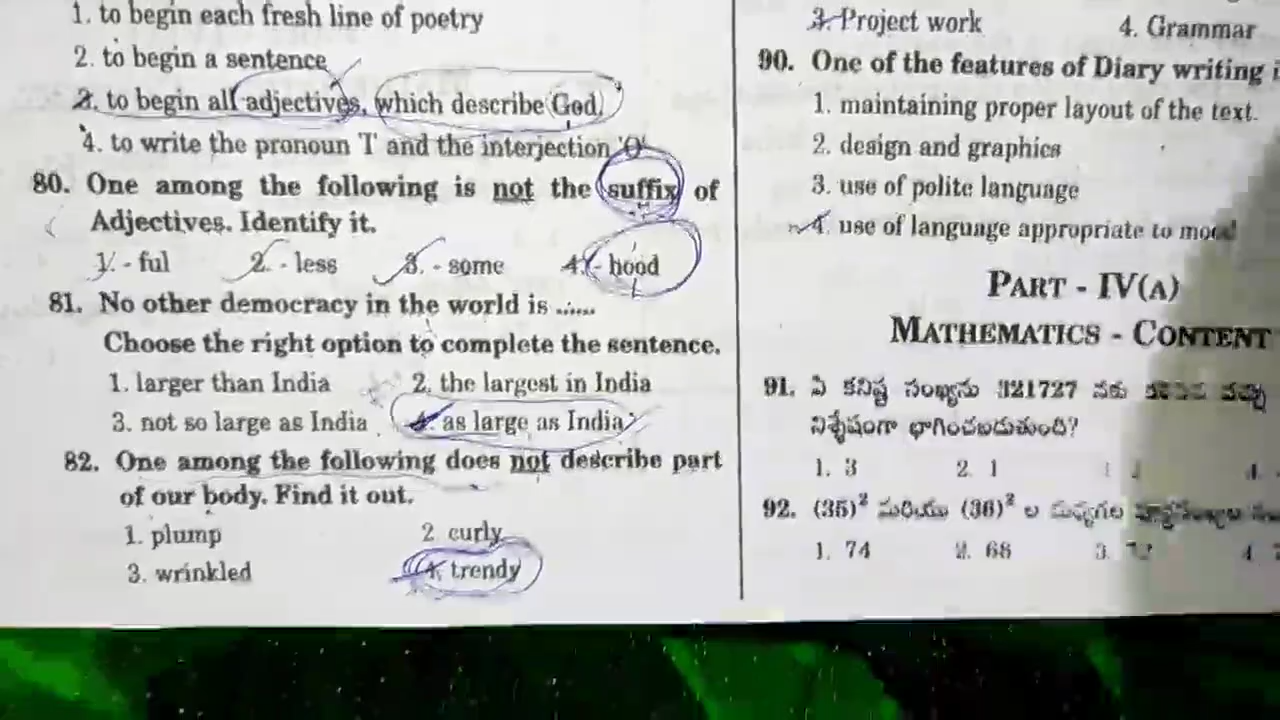 1. to begin each fresh line of poetry
2. to begin a sentence
3. to begin all adjectives, which describe God.
4. to write the pronoun 'I' and the interjection 'O'
80. One among the following is not the suffix of
Adjectives. Identify it.
1. - ful 2. - less 3. - some 4. - hood
81. No other democracy in the world is ......
Choose the right option to complete the sentence.
1. larger than India 2. the largest in India
3. not so large as India 4. as large as India
82. One among the following does not describe part
of our body. Find it out.
1. plump 2. curly
3. wrinkled 4. trendy
3. Project work 4. Grammar
90. One of the features of Diary writing
1. maintaining proper layout of the text.
2. design and graphics
3. use of polite language
4. use of language appropriate to mood
PART - IV(A)
MATHEMATICS - CONTENT
91. ఏ కనిష్ఠ సంఖ్యను 321727 నకు
నిశ్శేషంగా భాగించబడుతుంది?
1. 3 2. 1
92. (35)² మరియు (36)² ల మధ్యగల
1. 74 2. 68 3. 4.